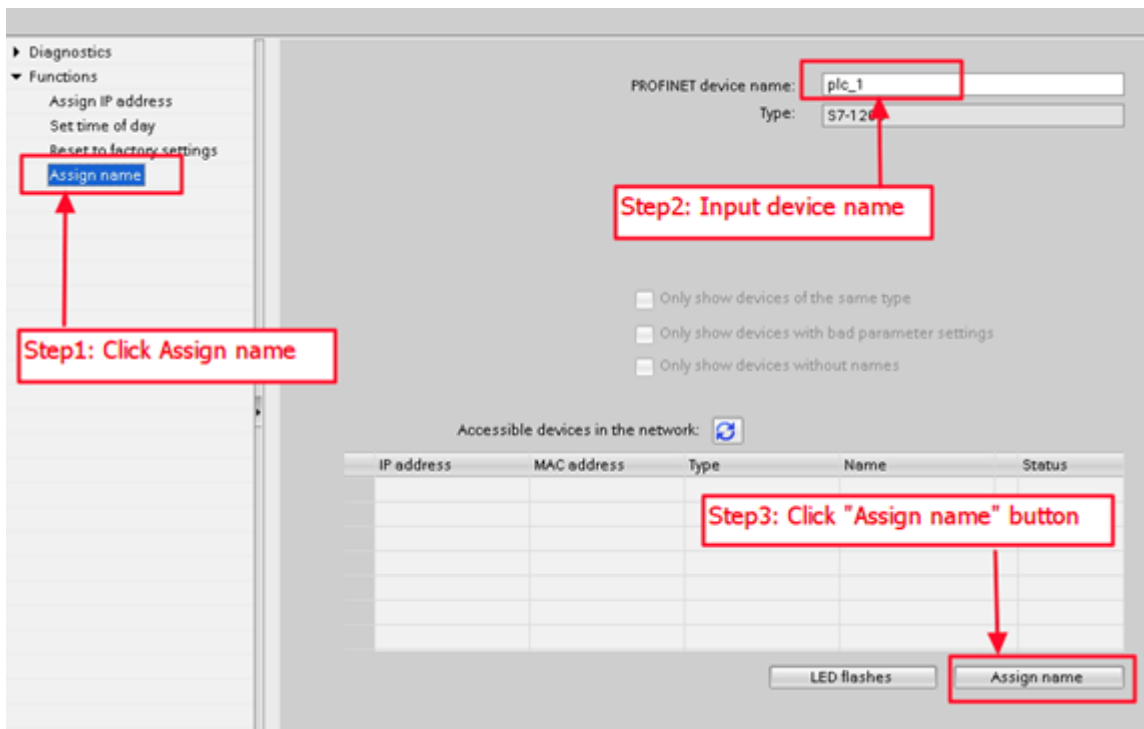 Diagnostics
Functions
Assign IP address
Set time of day
Reset to factory settings
Assign name
Step1: Click Assign name
PROFINET device name:
plc_1
Type:
S7-120
Step2: Input device name
Only show devices of the same type
Only show devices with bad parameter settings
Only show devices without names
Accessible devices in the network:
IP address MAC address Type Name Status
Step3: Click "Assign name" button
LED flashes Assign name